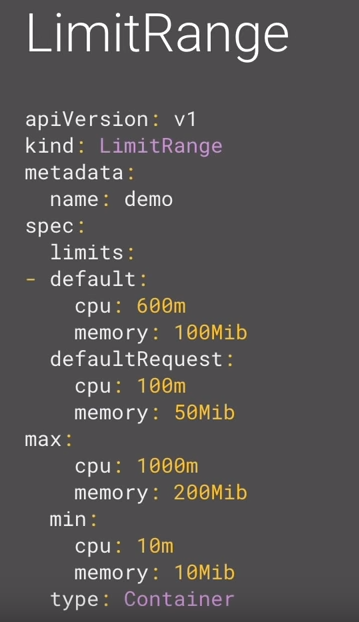 LimitRange
apiVersion: v1
kind: LimitRange
metadata:
  name: demo
spec:
  limits:
- default:
    cpu: 600m
    memory: 100Mib
  defaultRequest:
    cpu: 100m
    memory: 50Mib
max:
    cpu: 1000m
    memory: 200Mib
  min:
    cpu: 10m
    memory: 10Mib
  type: Container